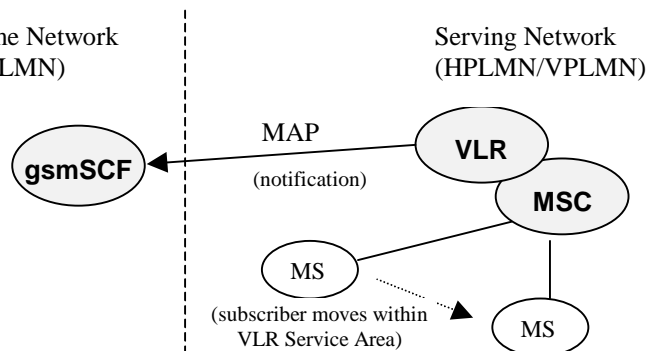 ne Network
LMN)
Serving Network
(HPLMN/VPLMN)
MAP
VLR
gsmSCF
(notification)
MSC
MS
(subscriber moves within
VLR Service Area)
MS